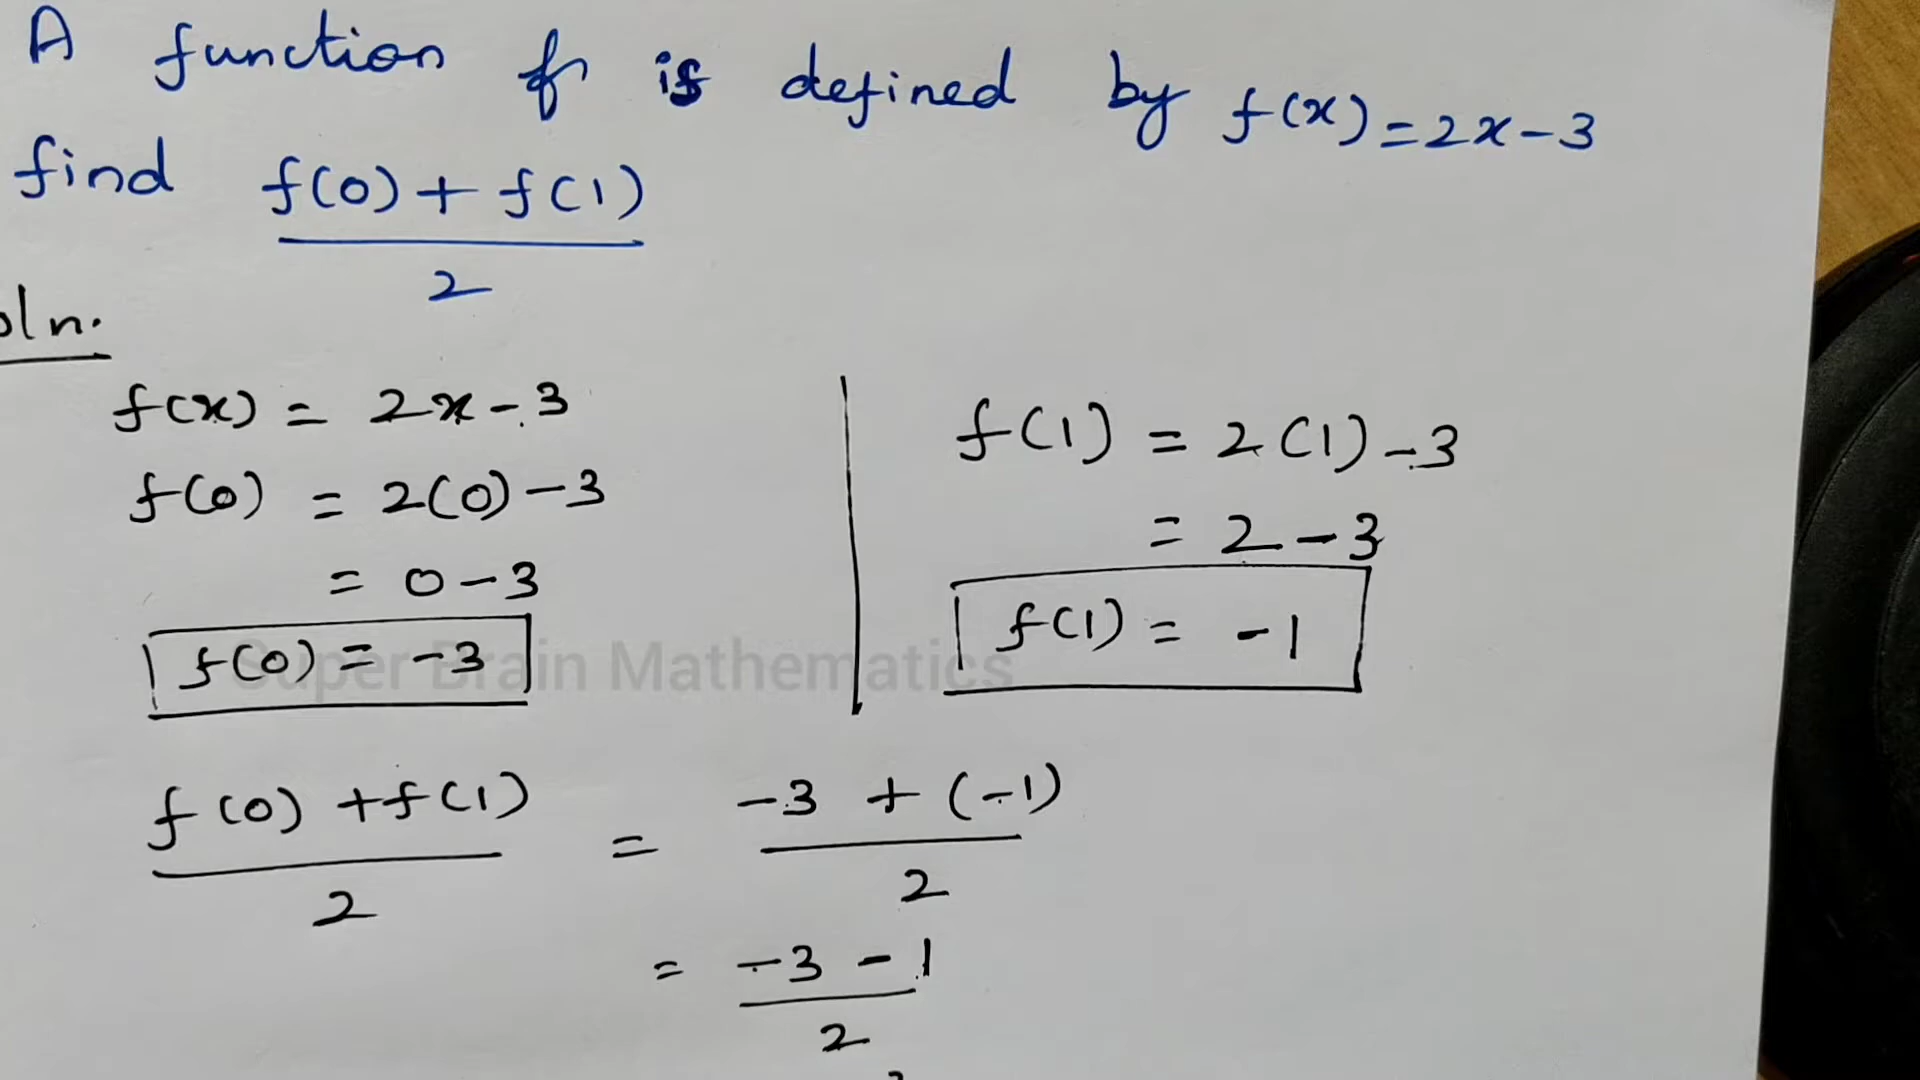 A function f is defined by f(x)=2x-3
find f(0)+f(1)
2
oln.
f(x) = 2x-3
f(0) = 2(0)-3
= 0-3
f(0) = -3
f(1) = 2(1)-3
= 2-3
f(1) = -1
Super Brain Mathematics
f(0)+f(1) = -3+(-1)
2 2
= -3-1
2